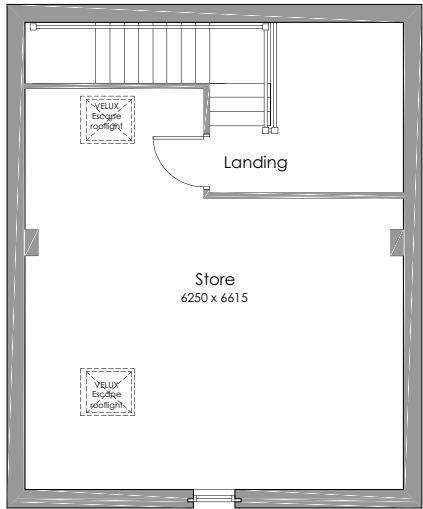 VELUX
Escape
rooflight
Landing
Store
6250 x 6615
VELUX
Escape
rooflight